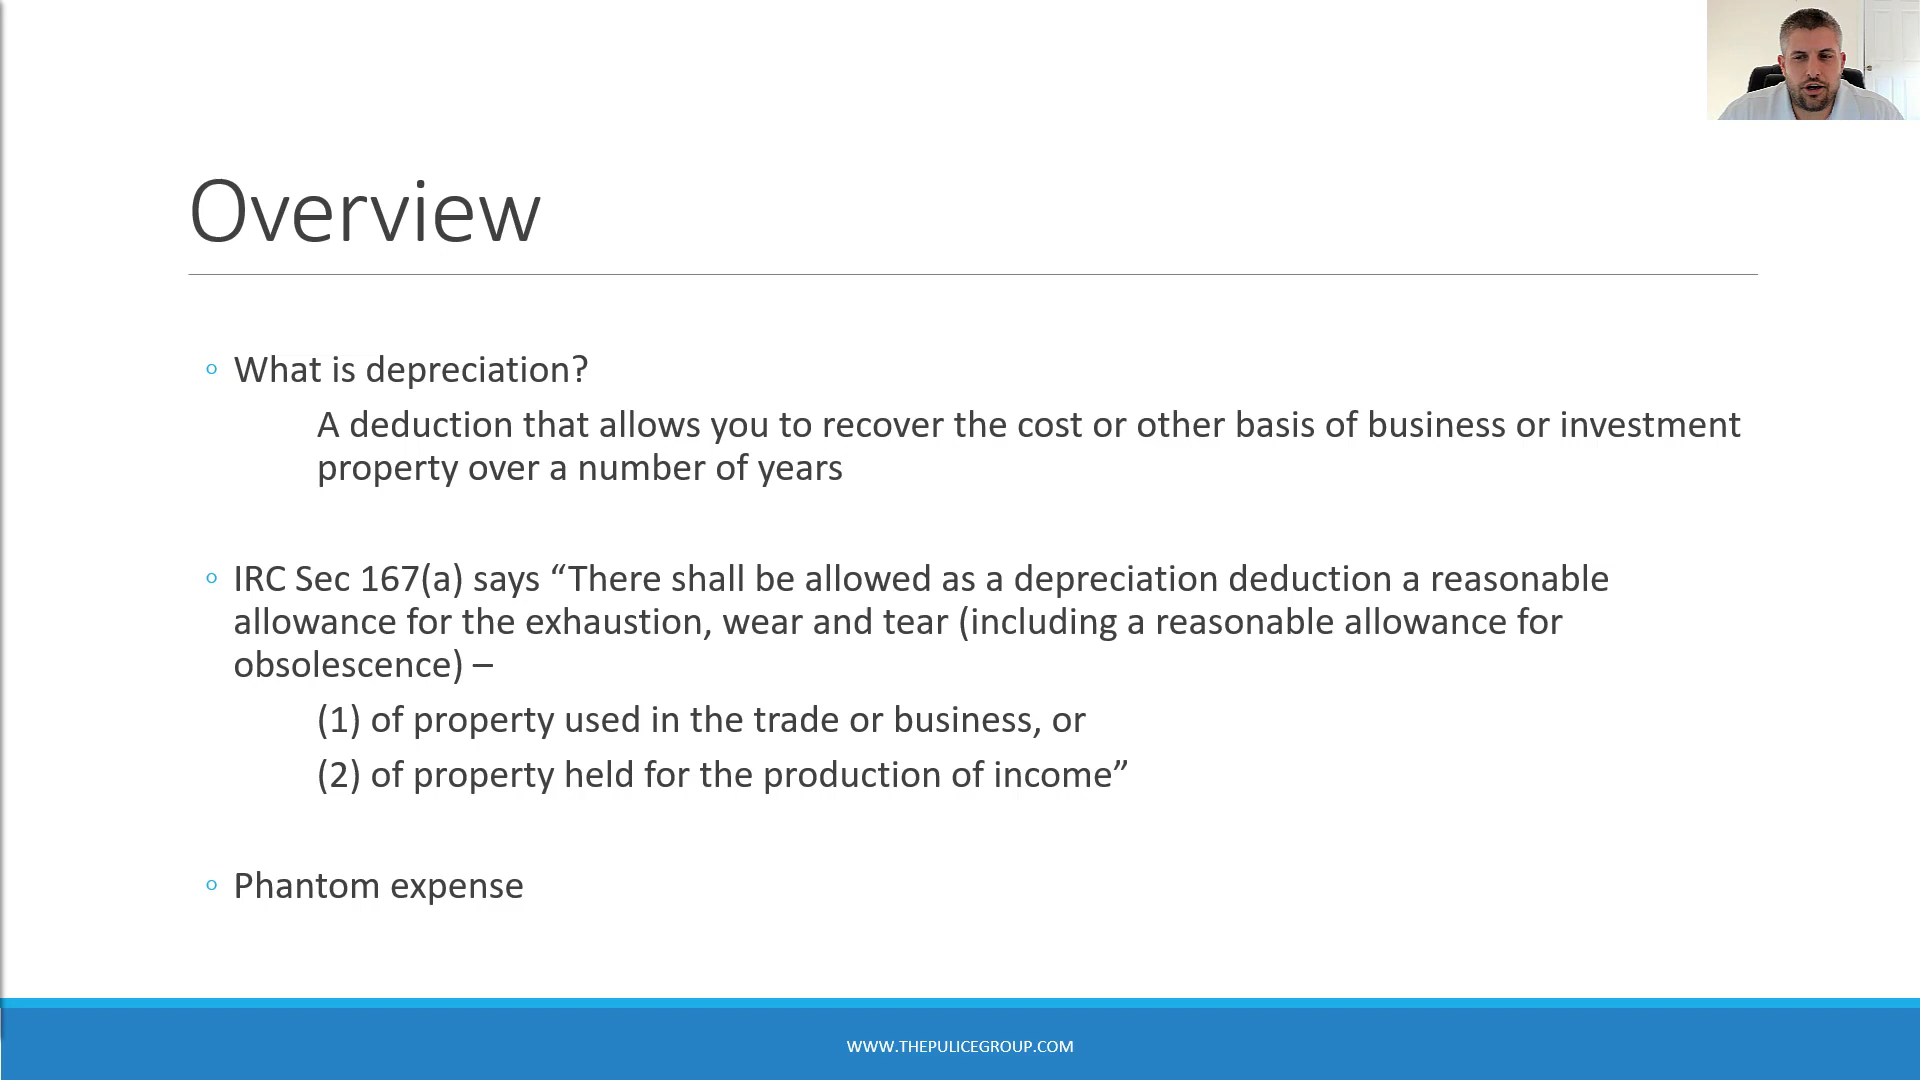 Overview
◦ What is depreciation?
A deduction that allows you to recover the cost or other basis of business or investment
property over a number of years
◦ IRC Sec 167(a) says “There shall be allowed as a depreciation deduction a reasonable
allowance for the exhaustion, wear and tear (including a reasonable allowance for
obsolescence) –
(1) of property used in the trade or business, or
(2) of property held for the production of income”
◦ Phantom expense
WWW.THEPULICEGROUP.COM